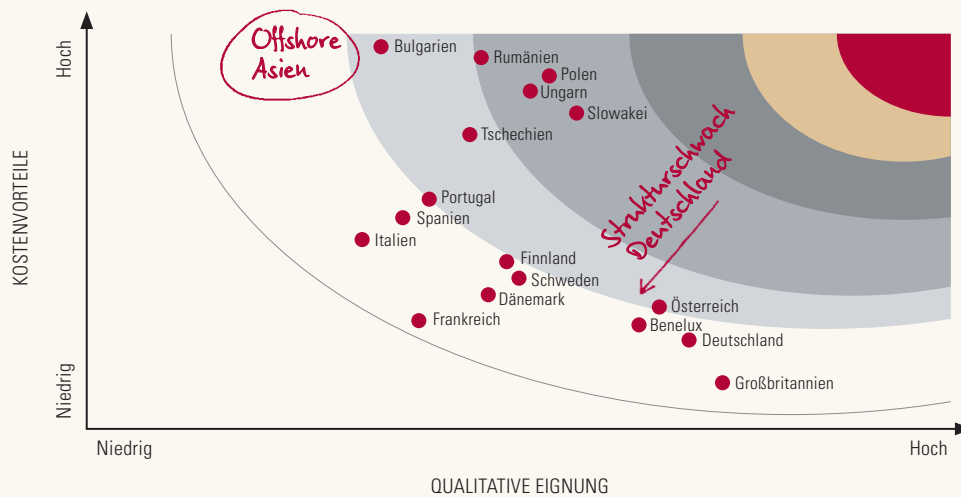 Hoch
KOSTENVORTEILE
Niedrig
Offshore
Asien
Bulgarien
Rumänien
Polen
Ungarn
Slowakei
Tschechien
Strukturschwach
Deutschland
Portugal
Spanien
Italien
Finnland
Schweden
Dänemark
Frankreich
Österreich
Benelux
Deutschland
Großbritannien
Niedrig
Hoch
QUALITATIVE EIGNUNG